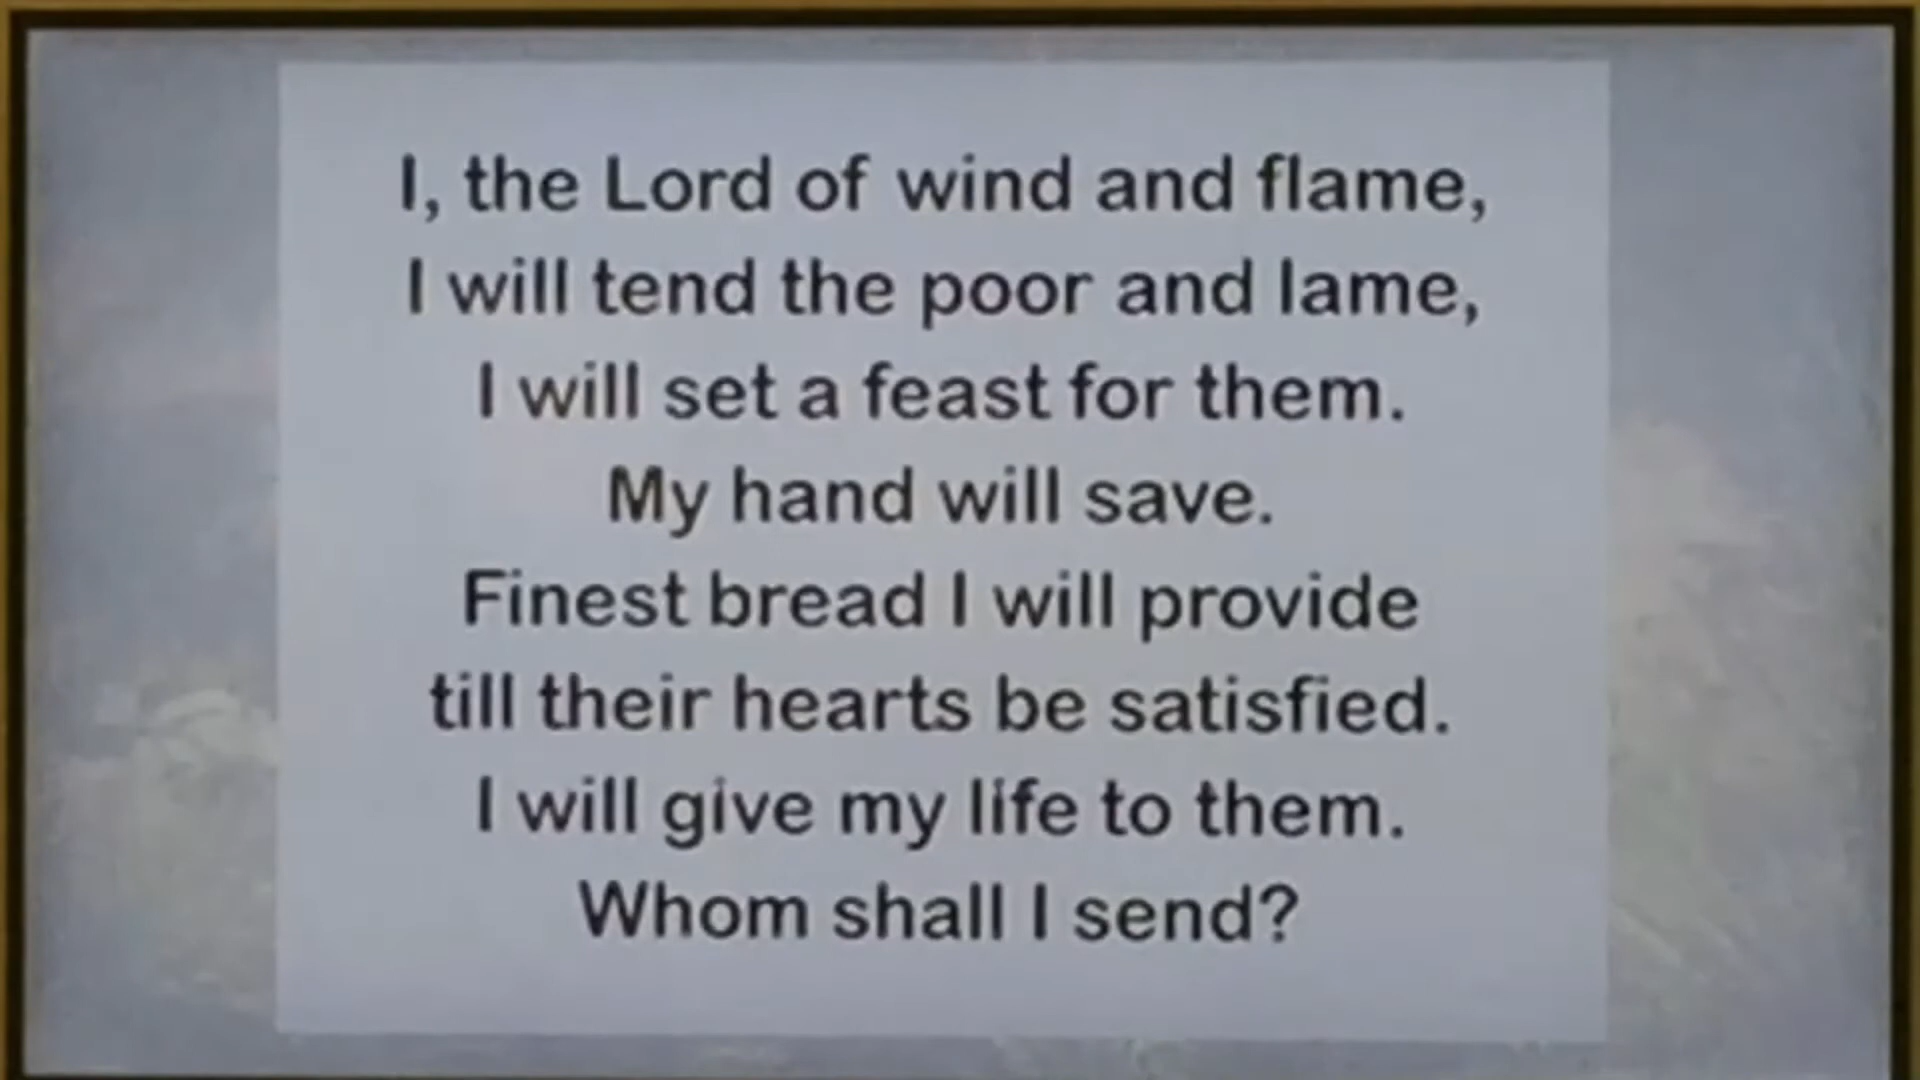 I, the Lord of wind and flame,
I will tend the poor and lame,
I will set a feast for them.
My hand will save.
Finest bread I will provide
till their hearts be satisfied.
I will give my life to them.
Whom shall I send?